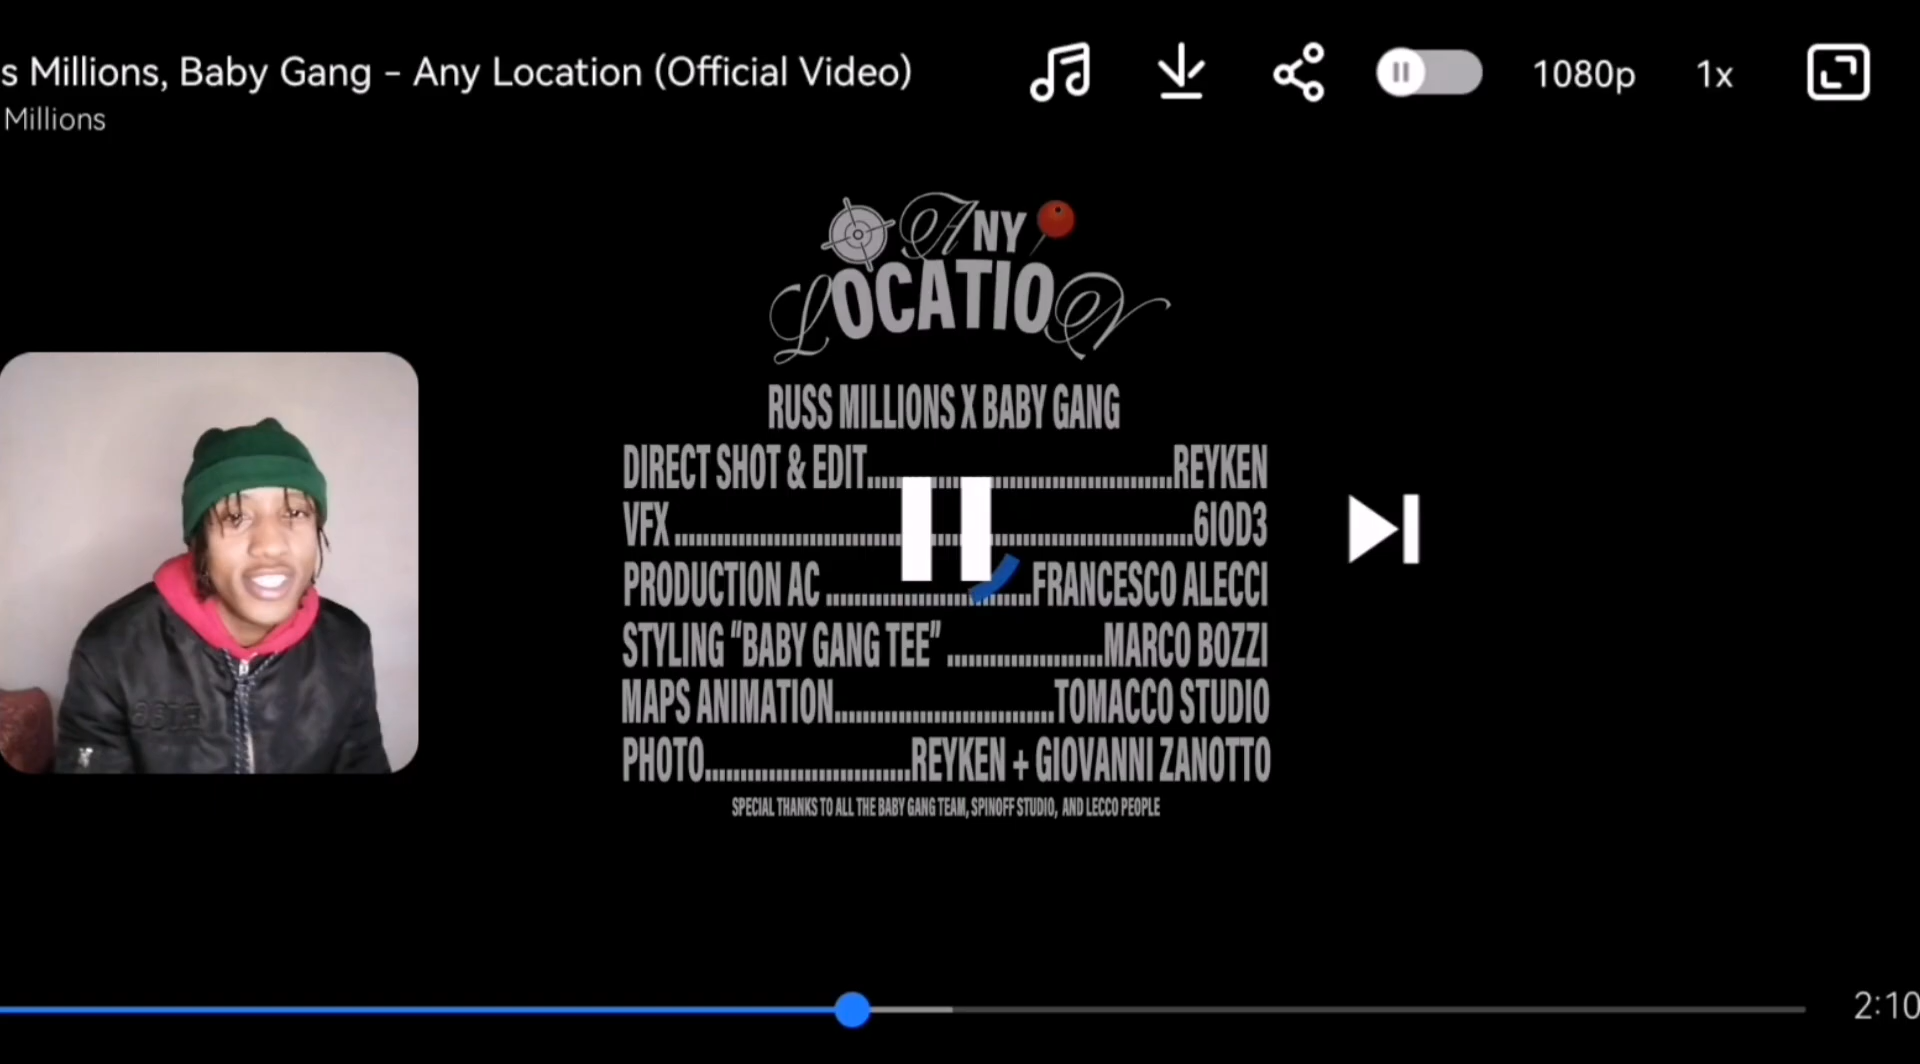 s Millions, Baby Gang – Any Location (Official Video)
Millions
1080p
1x
ANY
LOCATION
RUSS MILLIONS X BABY GANG
DIRECT SHOT & EDIT..........................................REYKEN
VFX ..........................................6IOD3
PRODUCTION AC ..........................................FRANCESCO ALECCI
STYLING “BABY GANG TEE” ......................MARCO BOZZI
MAPS ANIMATION...............................TOMACCO STUDIO
PHOTO.............................REYKEN + GIOVANNI ZANOTTO
SPECIAL THANKS TO ALL THE BABY GANG TEAM, SPINOFF STUDIO, AND LECCO PEOPLE
2:10